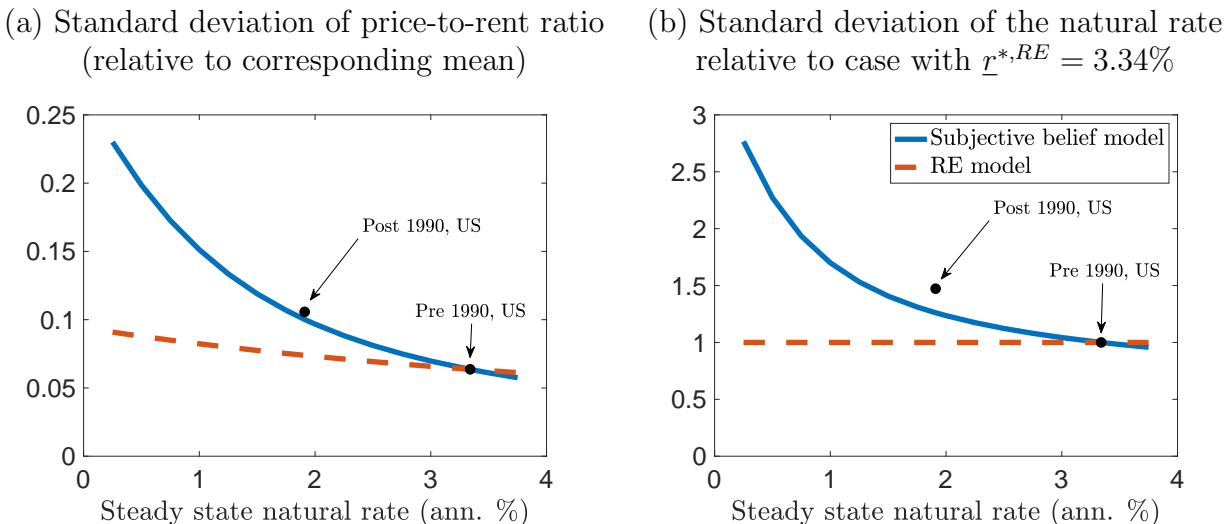 (a) Standard deviation of price-to-rent ratio
(relative to corresponding mean)
0.25
0.2
0.15
0.1
0.05
0
0
1
2
3
4
Post 1990, US
Pre 1990, US
Steady state natural rate (ann. %)
(b) Standard deviation of the natural rate
relative to case with r*,RE = 3.34%
3
2.5
2
1.5
1
0.5
0
0
1
2
3
4
Subjective belief model
RE model
Post 1990, US
Pre 1990, US
Steady state natural rate (ann. %)